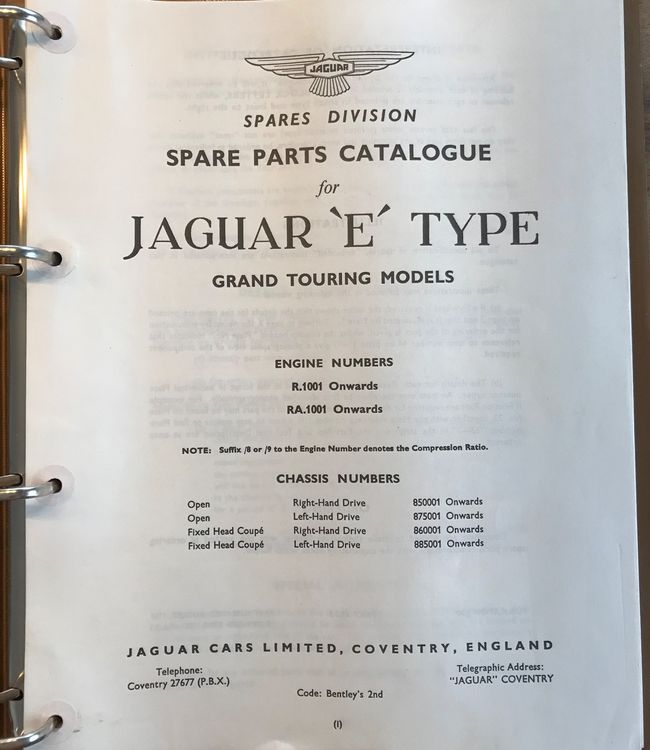 JAGUAR
SPARES DIVISION
SPARE PARTS CATALOGUE
for
JAGUAR ‵E′ TYPE
GRAND TOURING MODELS
ENGINE NUMBERS
R.1001 Onwards
RA.1001 Onwards
NOTE: Suffix /8 or /9 to the Engine Number denotes the Compression Ratio.
CHASSIS NUMBERS
Open Right-Hand Drive 850001 Onwards
Open Left-Hand Drive 875001 Onwards
Fixed Head Coupé Right-Hand Drive 860001 Onwards
Fixed Head Coupé Left-Hand Drive 885001 Onwards
JAGUAR CARS LIMITED, COVENTRY, ENGLAND
Telephone:
Coventry 27677 (P.B.X.)
Telegraphic Address:
"JAGUAR" COVENTRY
Code: Bentley's 2nd
(i)